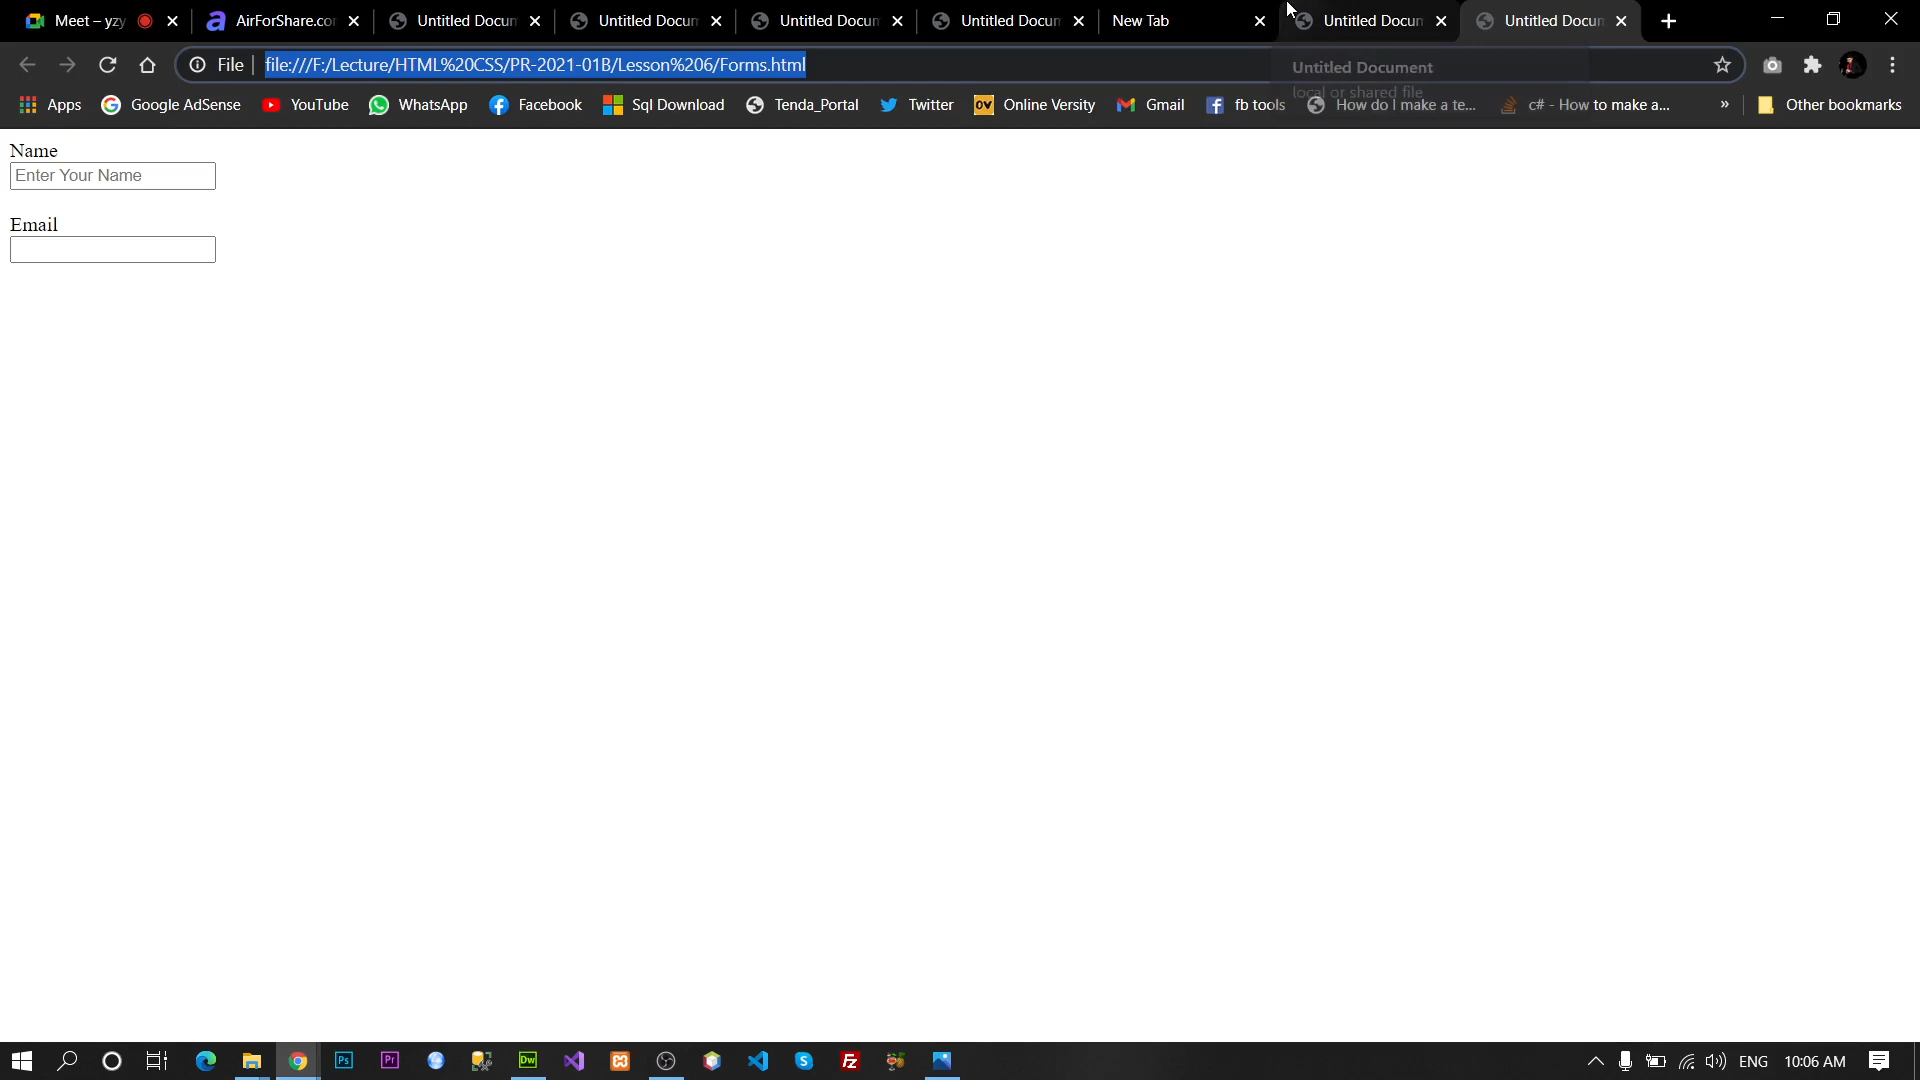 Meet – yzy
AirForShare.co
Untitled Docun
Untitled Docum
Untitled Docun
Untitled Docun
New Tab
Untitled Docun
Untitled Docun
File
file:///F:/Lecture/HTML%20CSS/PR-2021-01B/Lesson%206/Forms.html
Untitled Document
local or shared file
Apps
Google AdSense
YouTube
WhatsApp
Facebook
Sql Download
Tenda_Portal
Twitter
Online Versity
Gmail
fb tools
How do I make a te...
c# - How to make a...
»
Other bookmarks
Name
Enter Your Name
Email
ENG
10:06 AM